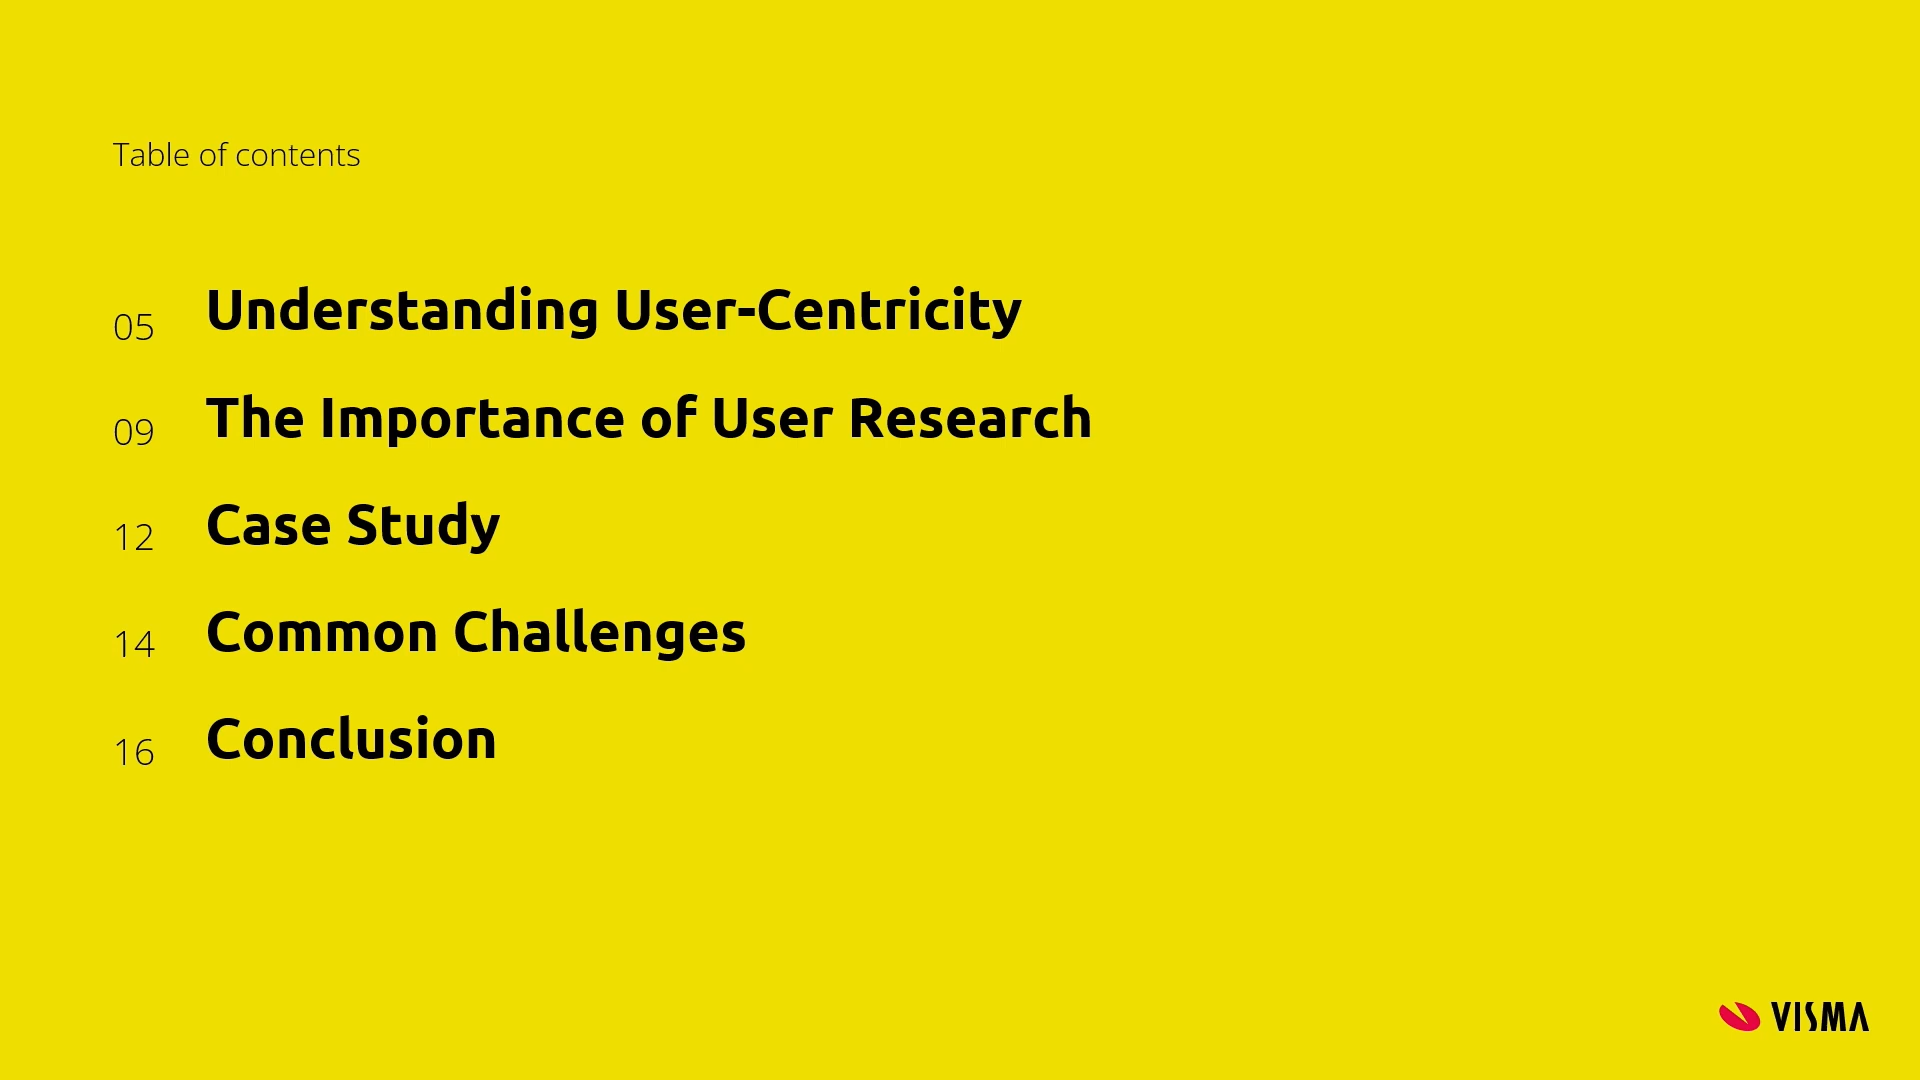 Table of contents
05 Understanding User-Centricity
09 The Importance of User Research
12 Case Study
14 Common Challenges
16 Conclusion
VISMA